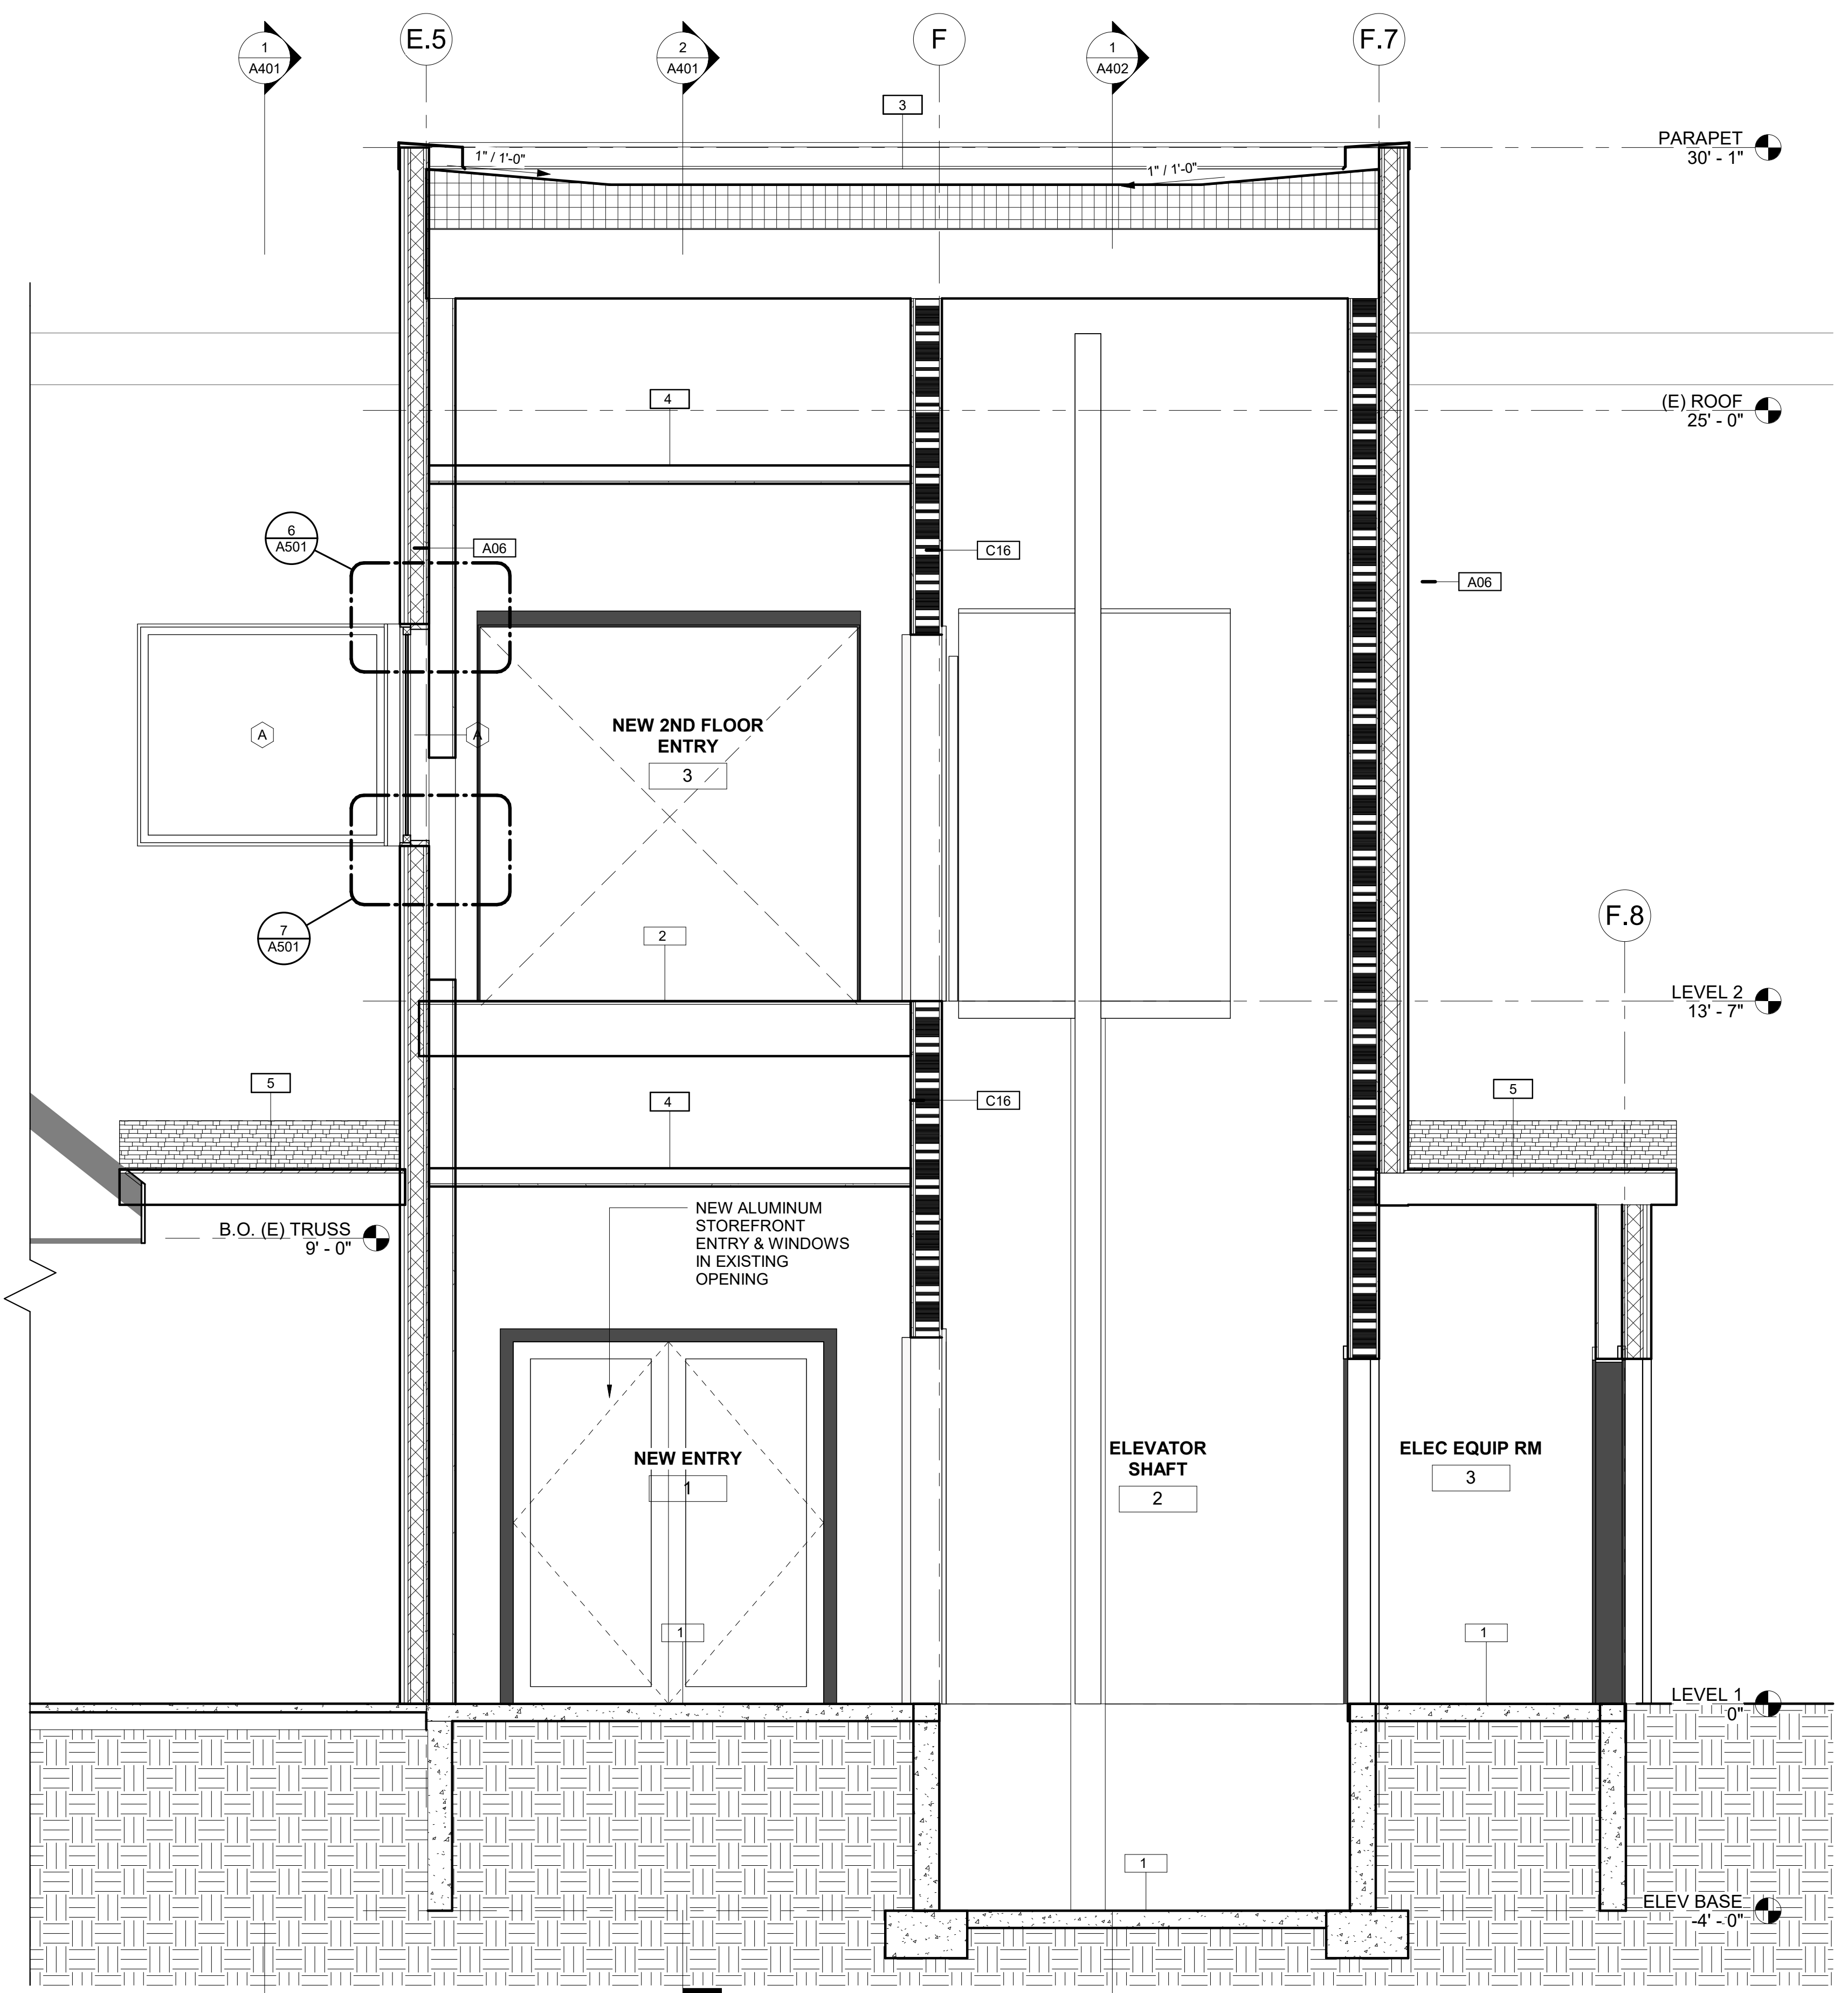 1
A401
E.5
2
A401
F
1
A402
F.7
3
PARAPET
30' - 1"
1" / 1'-0"
1" / 1'-0"
4
(E) ROOF
25' - 0"
6
A501
A06
C16
A06
A
A
NEW 2ND FLOOR
ENTRY
3
7
A501
2
F.8
LEVEL 2
13' - 7"
5
4
C16
5
NEW ALUMINUM
STOREFRONT
ENTRY & WINDOWS
IN EXISTING
OPENING
B.O. (E) TRUSS
9' - 0"
NEW ENTRY
1
ELEVATOR
SHAFT
2
ELEC EQUIP RM
3
1
1
LEVEL 1
0"
1
ELEV BASE
-4' - 0"